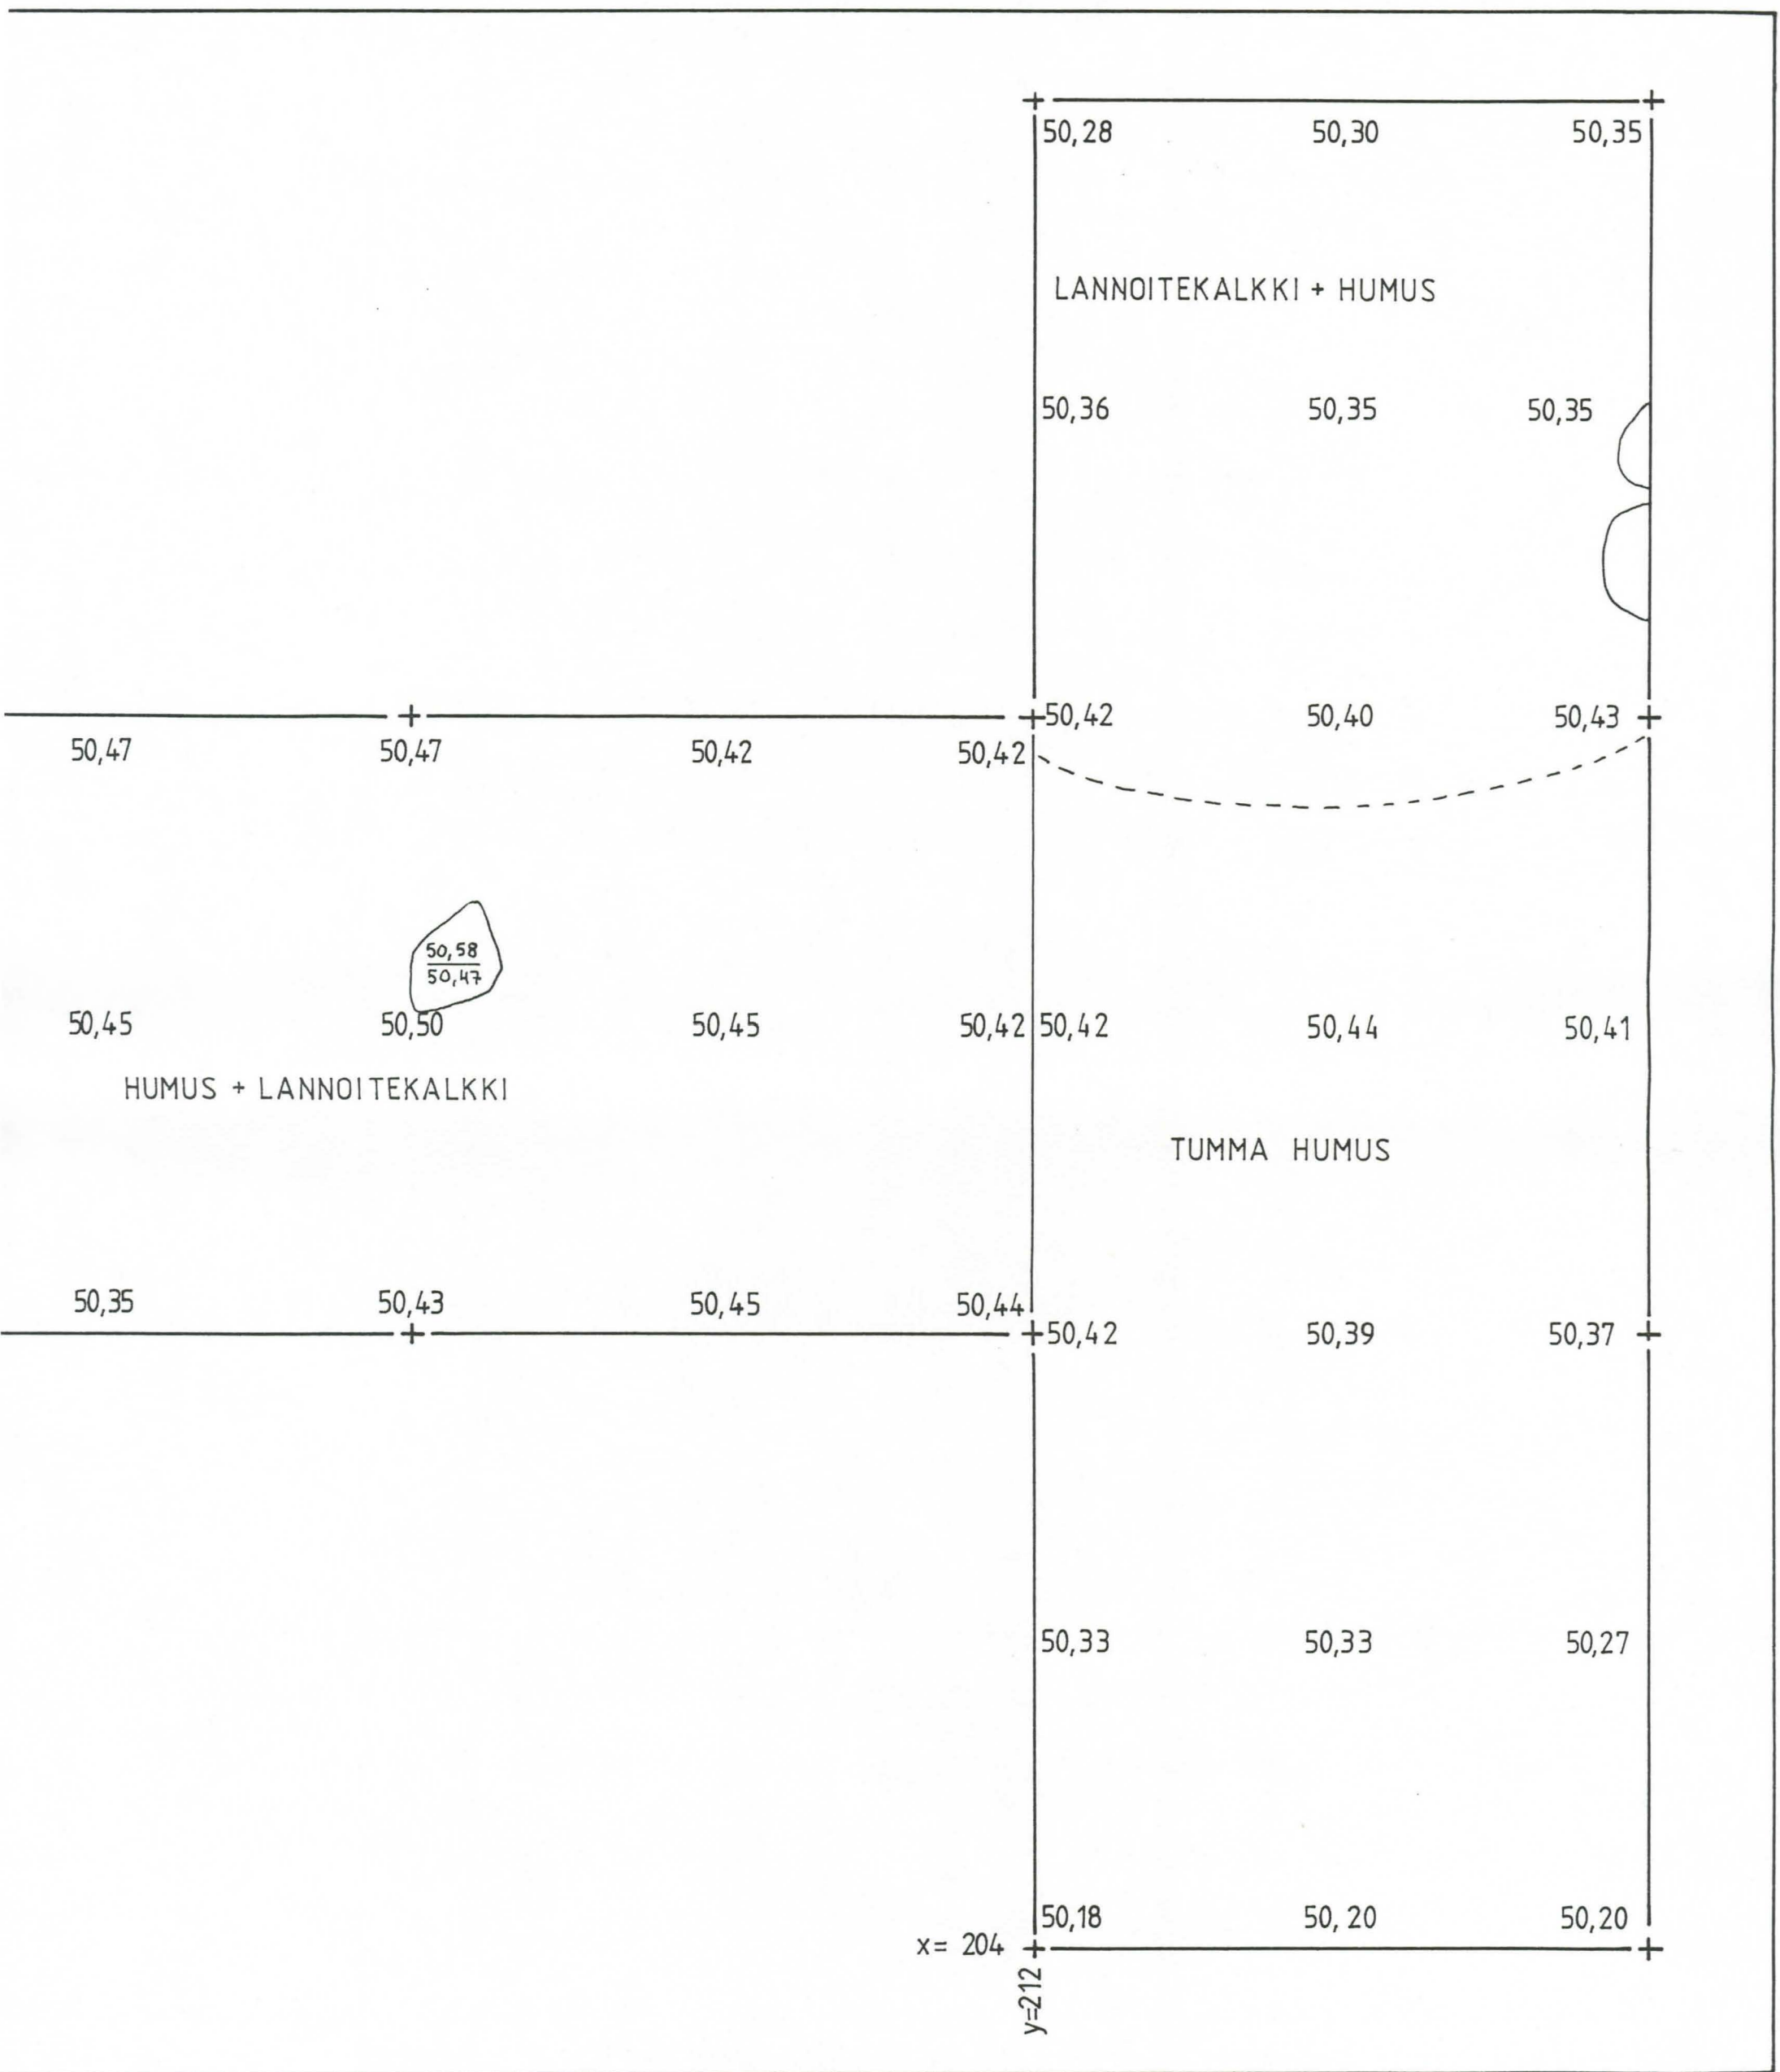 50,28 50,30 50,35
LANNOITEKALKKI + HUMUS
50,36 50,35 50,35
50,42 50,40 50,43
50,47 50,47 50,42 50,42
50,58
50,47
50,45 50,50 50,45 50,42 50,42 50,44 50,41
HUMUS + LANNOITEKALKKI
TUMMA HUMUS
50,35 50,43 50,45 50,44
50,42 50,39 50,37
50,33 50,33 50,27
50,18 50,20 50,20
x= 204
y=212